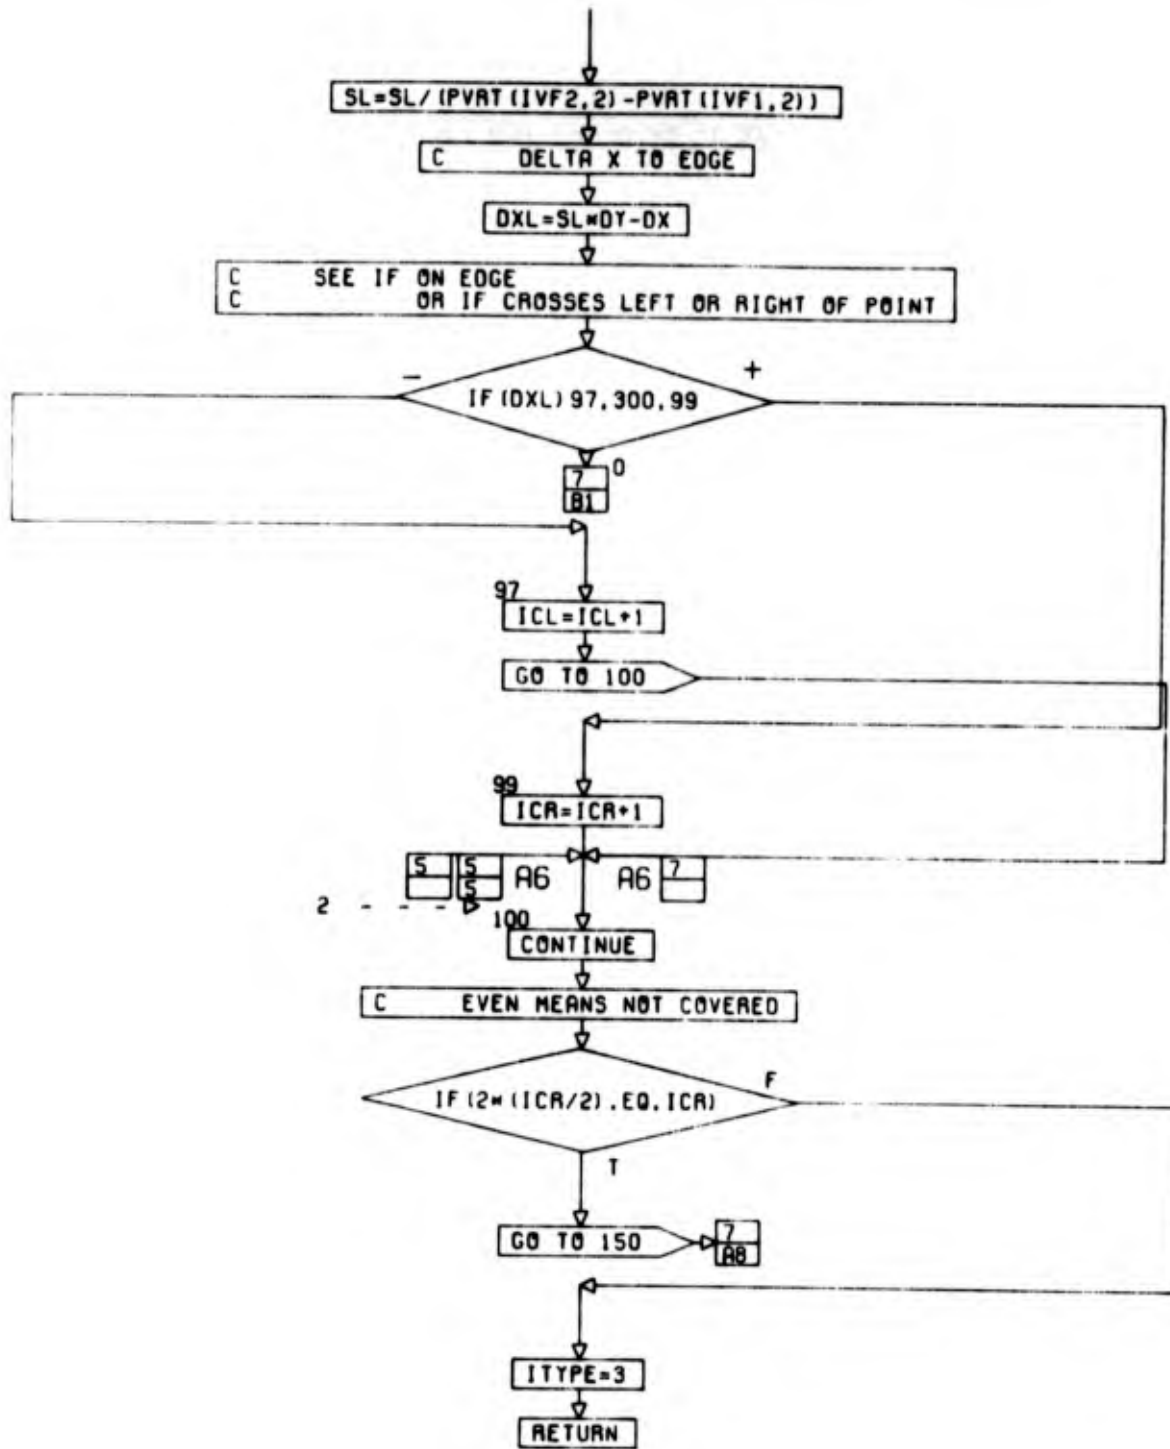 SL=SL/(PVRT(IVF2,2)-PVRT(IVF1,2))
C DELTA X TO EDGE
DXL=SL*DY-DX
C SEE IF ON EDGE
C OR IF CROSSES LEFT OR RIGHT OF POINT
- +
IF(DXL)97,300,99
0
7
B1
97
ICL=ICL+1
GO TO 100
99
ICR=ICR+1
5 5 A6 A6 7
5
2 - - -
100
CONTINUE
C EVEN MEANS NOT COVERED
F
IF(2*(ICR/2).EQ.ICR)
T
GO TO 150 7
A8
ITYPE=3
RETURN